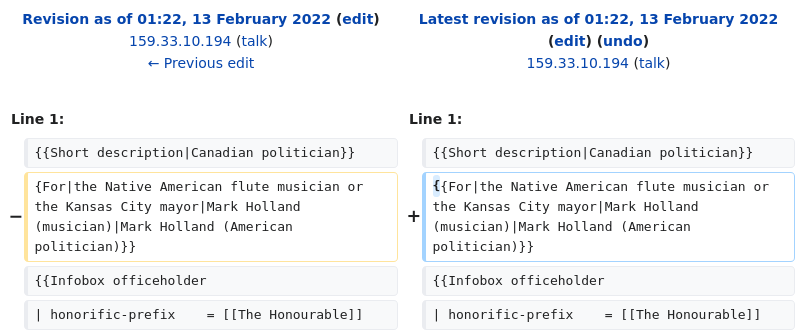 Revision as of 01:22, 13 February 2022 (edit)
159.33.10.194 (talk)
← Previous edit
Latest revision as of 01:22, 13 February 2022
(edit) (undo)
159.33.10.194 (talk)
Line 1:
Line 1:
{{Short description|Canadian politician}}
{{Short description|Canadian politician}}
− {For|the Native American flute musician or
the Kansas City mayor|Mark Holland
(musician)|Mark Holland (American
politician)}}
+ {{For|the Native American flute musician or
the Kansas City mayor|Mark Holland
(musician)|Mark Holland (American
politician)}}
{{Infobox officeholder
{{Infobox officeholder
| honorific-prefix    = [[The Honourable]]
| honorific-prefix    = [[The Honourable]]